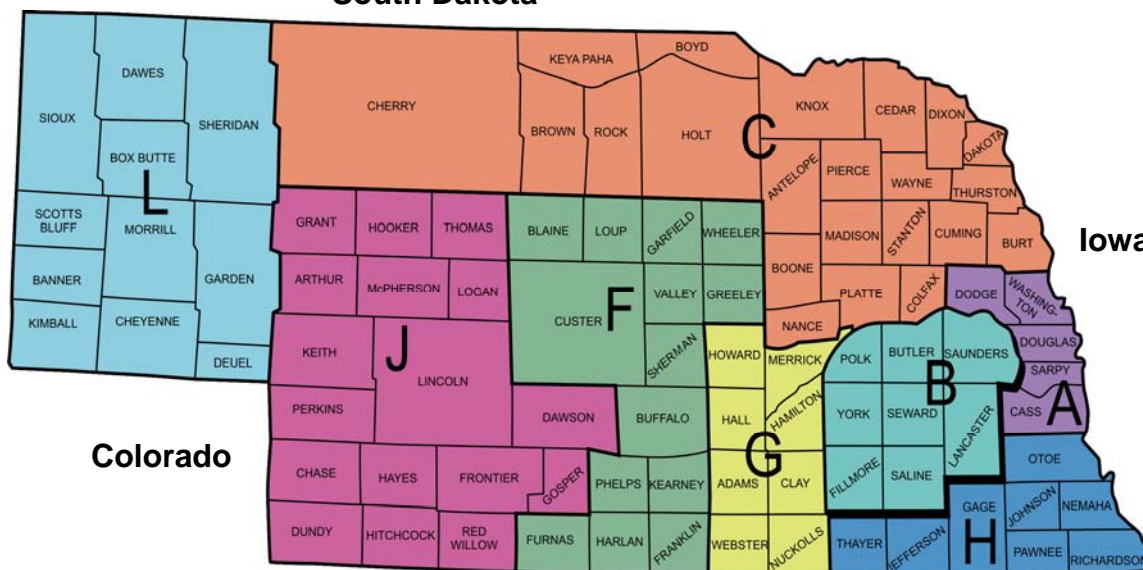 South Dakota
BOYD
KEYA PAHA
DAWES
CHERRY
KNOX
CEDAR
DIXON
SIOUX
SHERIDAN
BROWN
ROCK
HOLT
C
DAKOTA
BOX BUTTE
ANTELOPE
PIERCE
WAYNE
THURSTON
L
SCOTTS
BLUFF
MORRILL
GRANT
HOOKER
THOMAS
BLAINE
LOUP
GARFIELD
WHEELER
MADISON
STANTON
CUMING
BURT
Iowa
BANNER
GARDEN
ARTHUR
McPHERSON
LOGAN
VALLEY
GREELEY
BOONE
PLATTE
COLFAX
DODGE
WASHING-
TON
KIMBALL
CHEYENNE
CUSTER
F
NANCE
KEITH
J
SHERMAN
HOWARD
MERRICK
POLK
BUTLER
SAUNDERS
DOUGLAS
DEUEL
LINCOLN
B
SARPY
PERKINS
DAWSON
BUFFALO
HALL
HAMILTON
YORK
SEWARD
LANCASTER
CASS
A
Colorado
G
OTOE
CHASE
HAYES
FRONTIER
GOSPER
PHELPS
KEARNEY
ADAMS
CLAY
FILLMORE
SALINE
GAGE
JOHNSON
NEMAHA
DUNDY
HITCHCOCK
RED
WILLOW
FURNAS
HARLAN
FRANKLIN
WEBSTER
NUCKOLLS
THAYER
JEFFERSON
H
PAWNEE
RICHARDSON